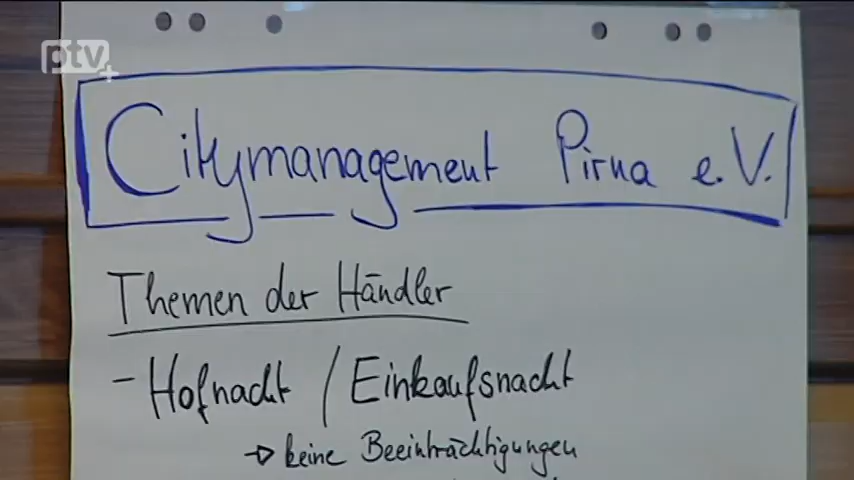 ptv+
Citymanagement Pirna e.V.
Themen der Händler
- Hofnacht / Einkaufsnacht
→ keine Beeinträchtigungen